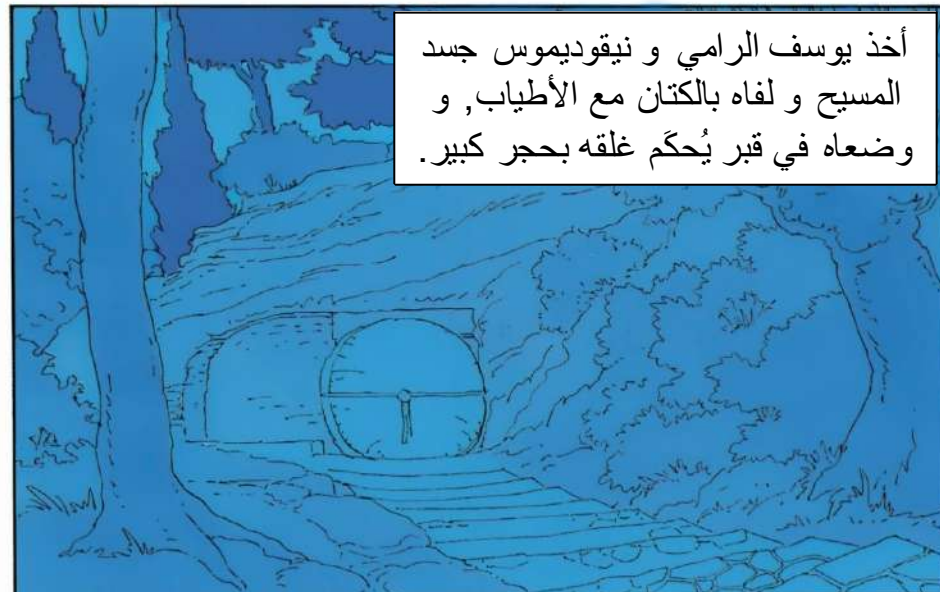 أخذ يوسف الرامي و نيقوديموس جسد
المسيح و لفاه بالكتان مع الأطياب, و
وضعاه في قبر يُحكَم غلقه بحجر كبير.